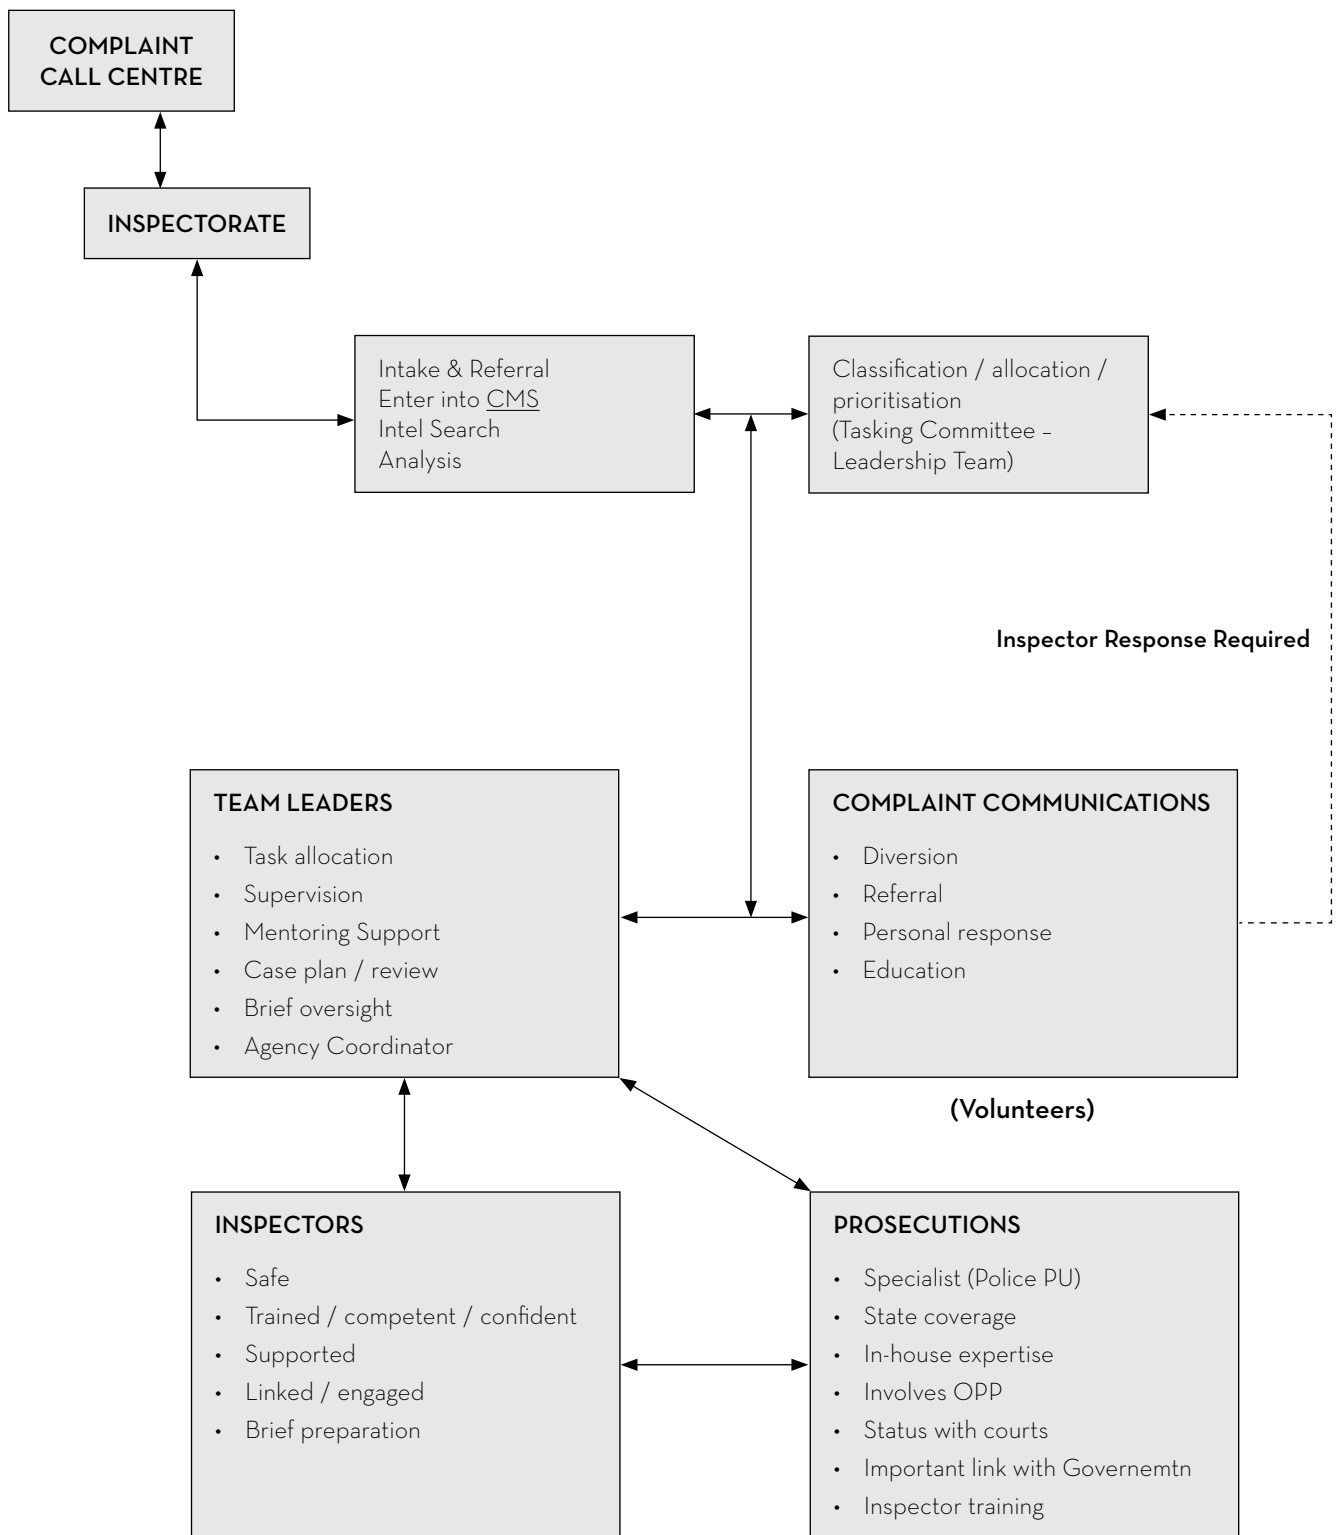 COMPLAINT
CALL CENTRE
INSPECTORATE
Intake & Referral
Enter into CMS
Intel Search
Analysis
Classification / allocation /
prioritisation
(Tasking Committee –
Leadership Team)
Inspector Response Required
TEAM LEADERS
• Task allocation
• Supervision
• Mentoring Support
• Case plan / review
• Brief oversight
• Agency Coordinator
COMPLAINT COMMUNICATIONS
• Diversion
• Referral
• Personal response
• Education
(Volunteers)
INSPECTORS
• Safe
• Trained / competent / confident
• Supported
• Linked / engaged
• Brief preparation
PROSECUTIONS
• Specialist (Police PU)
• State coverage
• In-house expertise
• Involves OPP
• Status with courts
• Important link with Governemtn
• Inspector training